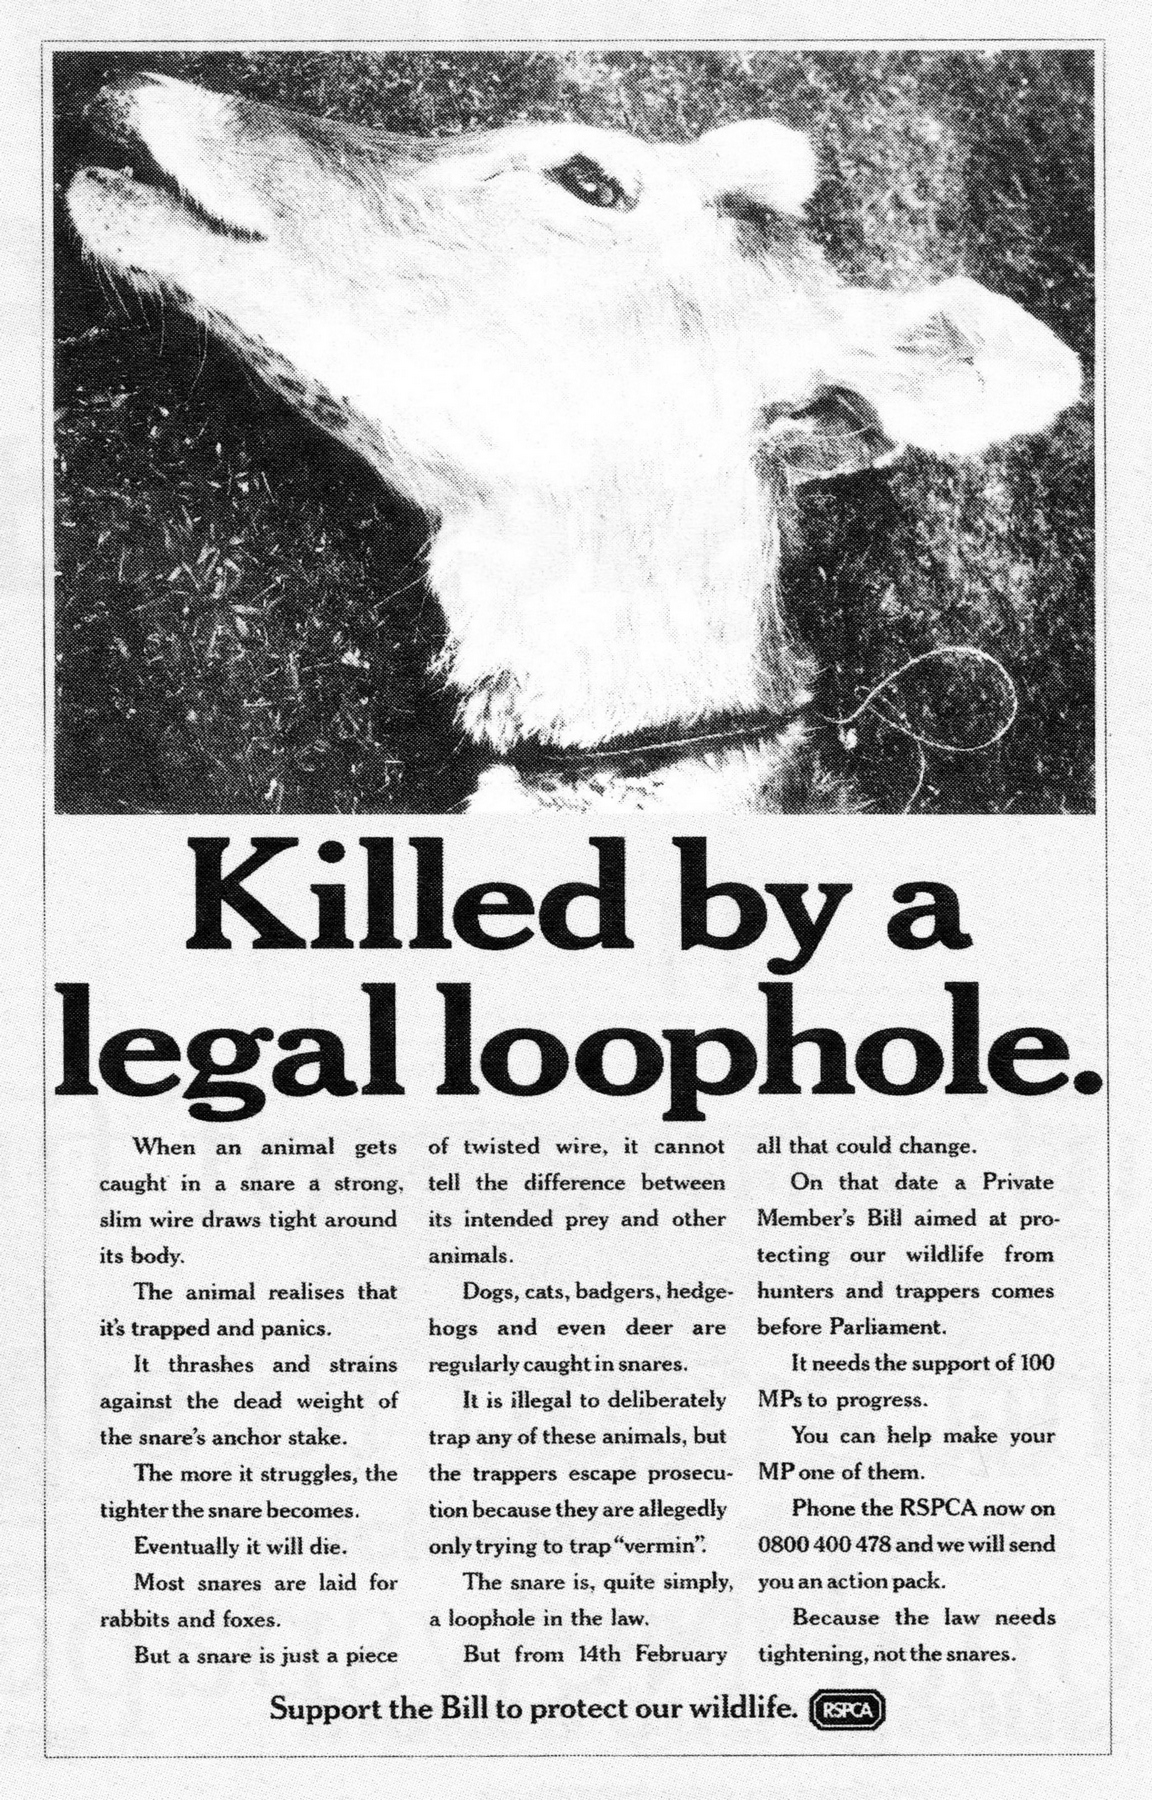 Killed by a
legal loophole.
When an animal gets
caught in a snare a strong,
slim wire draws tight around
its body.
The animal realises that
it's trapped and panics.
It thrashes and strains
against the dead weight of
the snare's anchor stake.
The more it struggles, the
tighter the snare becomes.
Eventually it will die.
Most snares are laid for
rabbits and foxes.
But a snare is just a piece
of twisted wire, it cannot
tell the difference between
its intended prey and other
animals.
Dogs, cats, badgers, hedge-
hogs and even deer are
regularly caught in snares.
It is illegal to deliberately
trap any of these animals, but
the trappers escape prosecu-
tion because they are allegedly
only trying to trap "vermin".
The snare is, quite simply,
a loophole in the law.
But from 14th February
all that could change.
On that date a Private
Member's Bill aimed at pro-
tecting our wildlife from
hunters and trappers comes
before Parliament.
It needs the support of 100
MPs to progress.
You can help make your
MP one of them.
Phone the RSPCA now on
0800 400 478 and we will send
you an action pack.
Because the law needs
tightening, not the snares.
Support the Bill to protect our wildlife. RSPCA